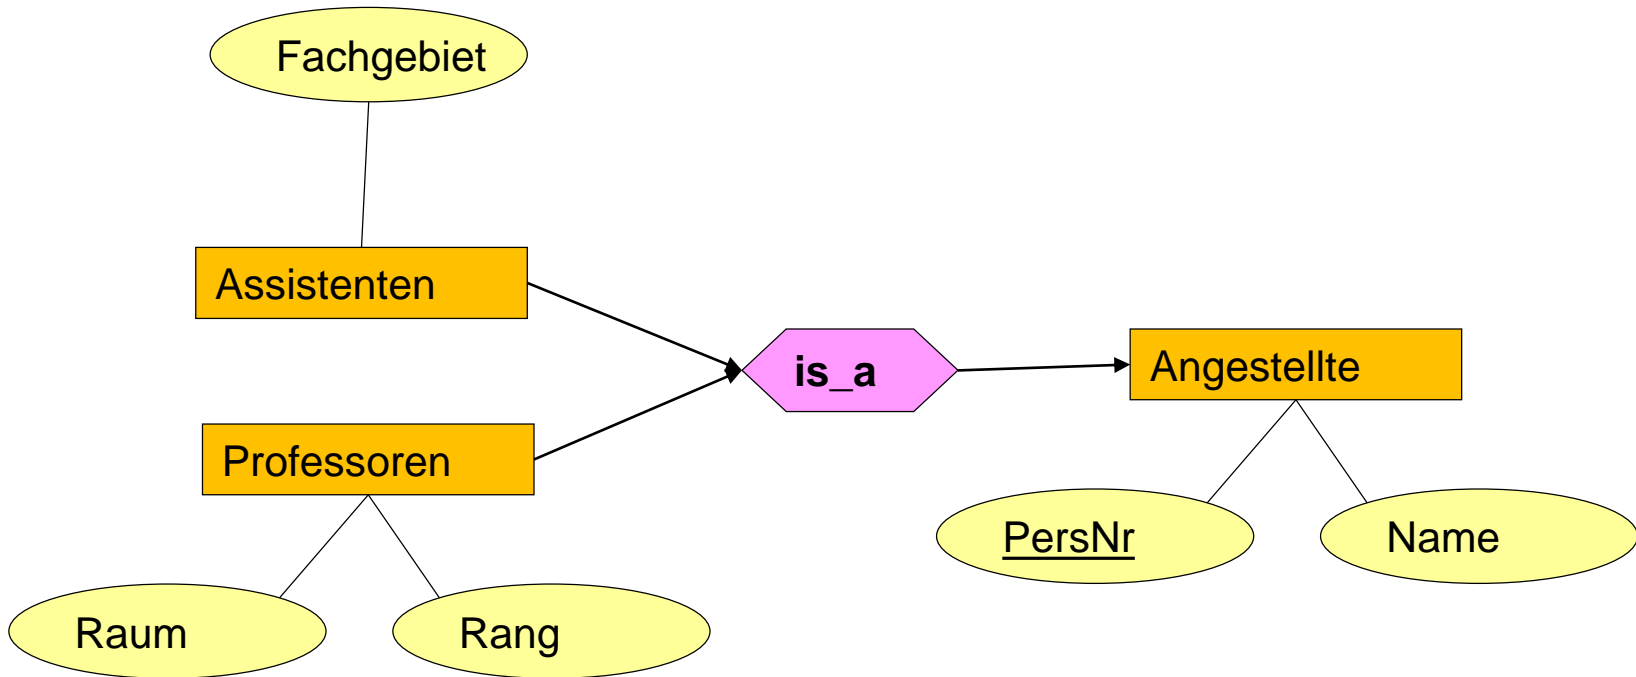 Fachgebiet
Assistenten
is_a
Angestellte
Professoren
PersNr
Name
Raum
Rang